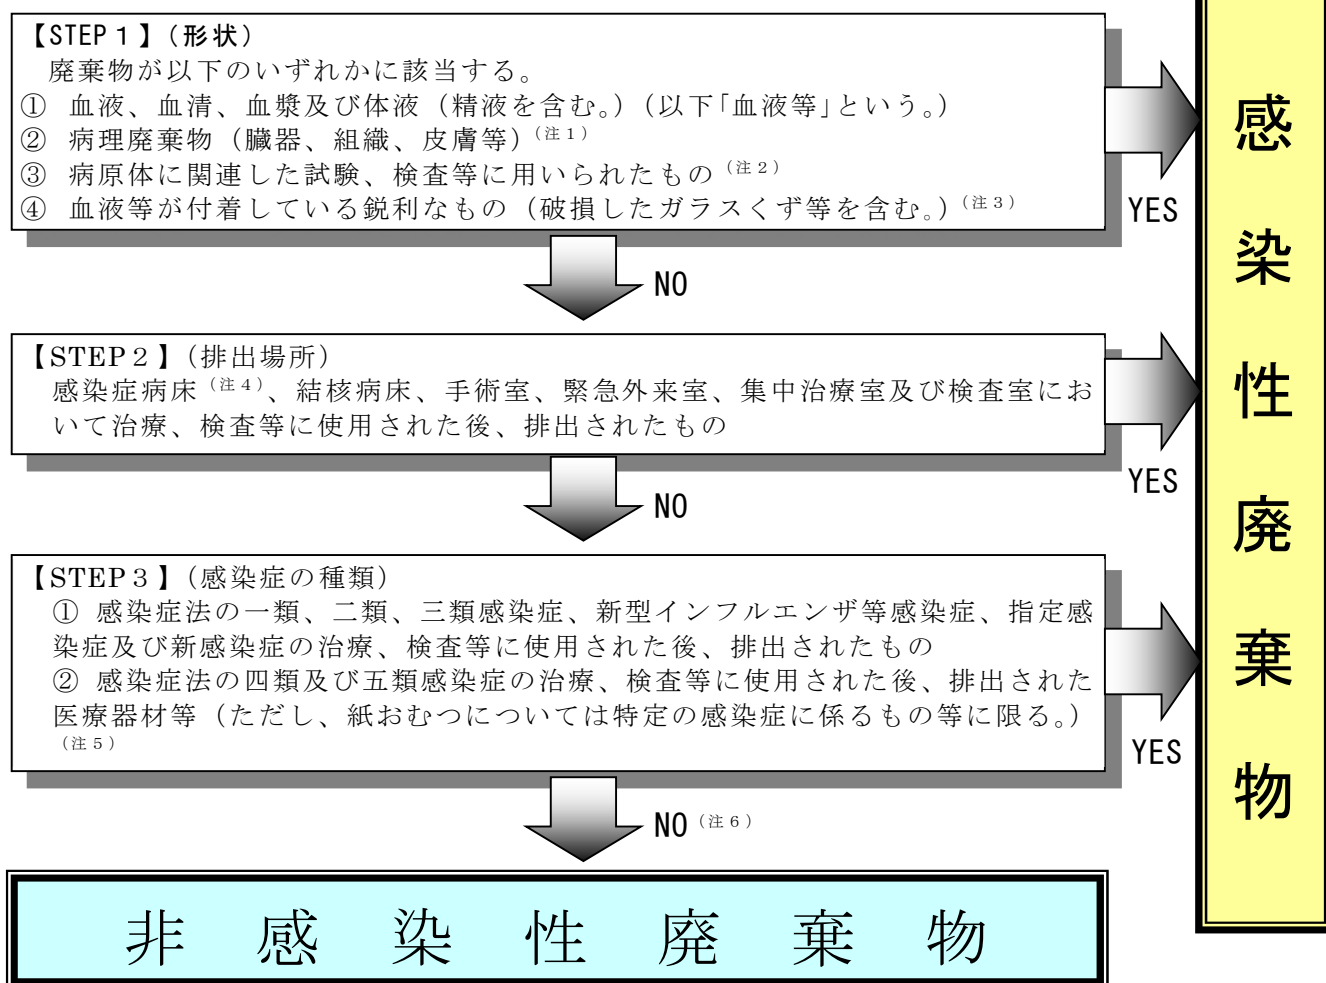 【STEP１】（形状）
廃棄物が以下のいずれかに該当する。
① 血液、血清、血漿及び体液（精液を含む。）（以下「血液等」という。）
② 病理廃棄物（臓器、組織、皮膚等）（注１）
③ 病原体に関連した試験、検査等に用いられたもの（注２）
④ 血液等が付着している鋭利なもの（破損したガラスくず等を含む。）（注３）
YES
NO
【STEP２】（排出場所）
感染症病床（注４）、結核病床、手術室、緊急外来室、集中治療室及び検査室にお
いて治療、検査等に使用された後、排出されたもの
YES
NO
【STEP３】（感染症の種類）
① 感染症法の一類、二類、三類感染症、新型インフルエンザ等感染症、指定感
染症及び新感染症の治療、検査等に使用された後、排出されたもの
② 感染症法の四類及び五類感染症の治療、検査等に使用された後、排出された
医療器材等（ただし、紙おむつについては特定の感染症に係るもの等に限る。）
（注５）
YES
NO（注６）
非感染性廃棄物
感染性廃棄物